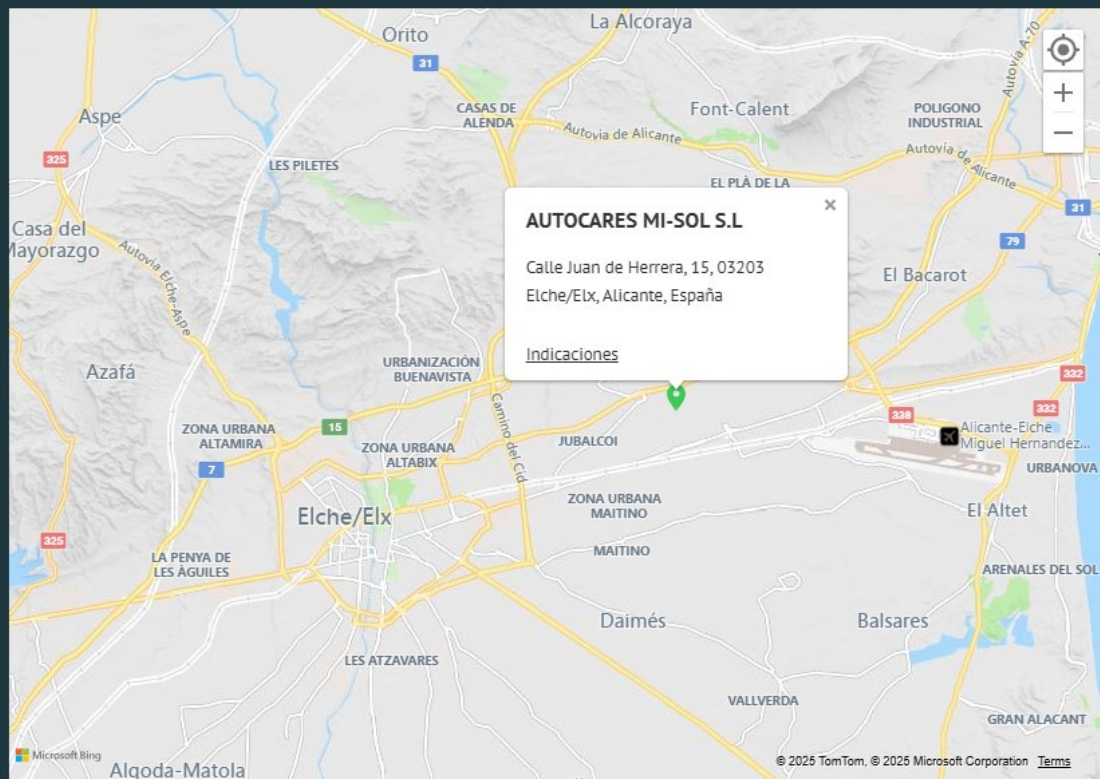 La Alcoraya
Orito
31
Autovía A-70
Aspe
CASAS DE
ALENDA
Font-Calent
POLIGONO
INDUSTRIAL
Autovía de Alicante
325
LES PILETES
Autovía de Alicante
EL PLÀ DE LA
31
Casa del
Mayorazgo
AUTOCARES MI-SOL S.L
Calle Juan de Herrera, 15, 03203
Elche/Elx, Alicante, España
Indicaciones
79
El Bacarot
Autovía Elche-Aspe
Azafá
URBANIZACIÓN
BUENAVISTA
332
Camino del Cid
338
332
ZONA URBANA
ALTAMIRA
15
ZONA URBANA
ALTABIX
JUBALCOI
Alicante-Elche
Miguel Hernandez...
7
URBANOVA
ZONA URBANA
MAITINO
Elche/Elx
El Altet
325
LA PENYA DE
LES ÀGUILES
MAITINO
ARENALES DEL SOL
Daimés
Balsares
LES ATZAVARES
VALLVERDA
GRAN ALACANT
Microsoft Bing
Algoda-Matola
© 2025 TomTom, © 2025 Microsoft Corporation Terms